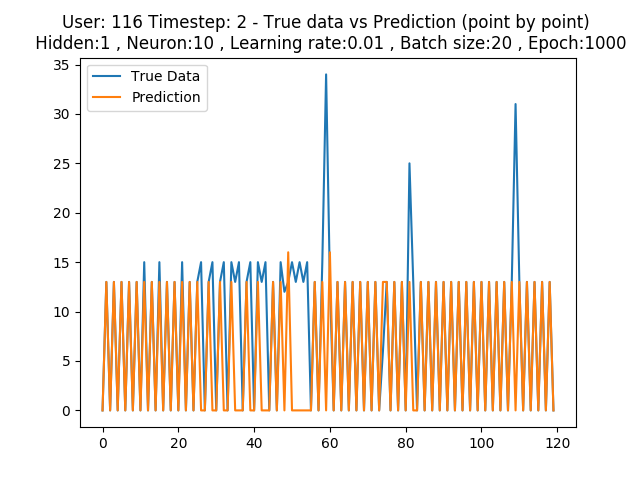 User: 116 Timestep: 2 - True data vs Prediction (point by point)
Hidden:1 , Neuron:10 , Learning rate:0.01 , Batch size:20 , Epoch:1000
True Data
Prediction
35
30
25
20
15
10
5
0
0 20 40 60 80 100 120